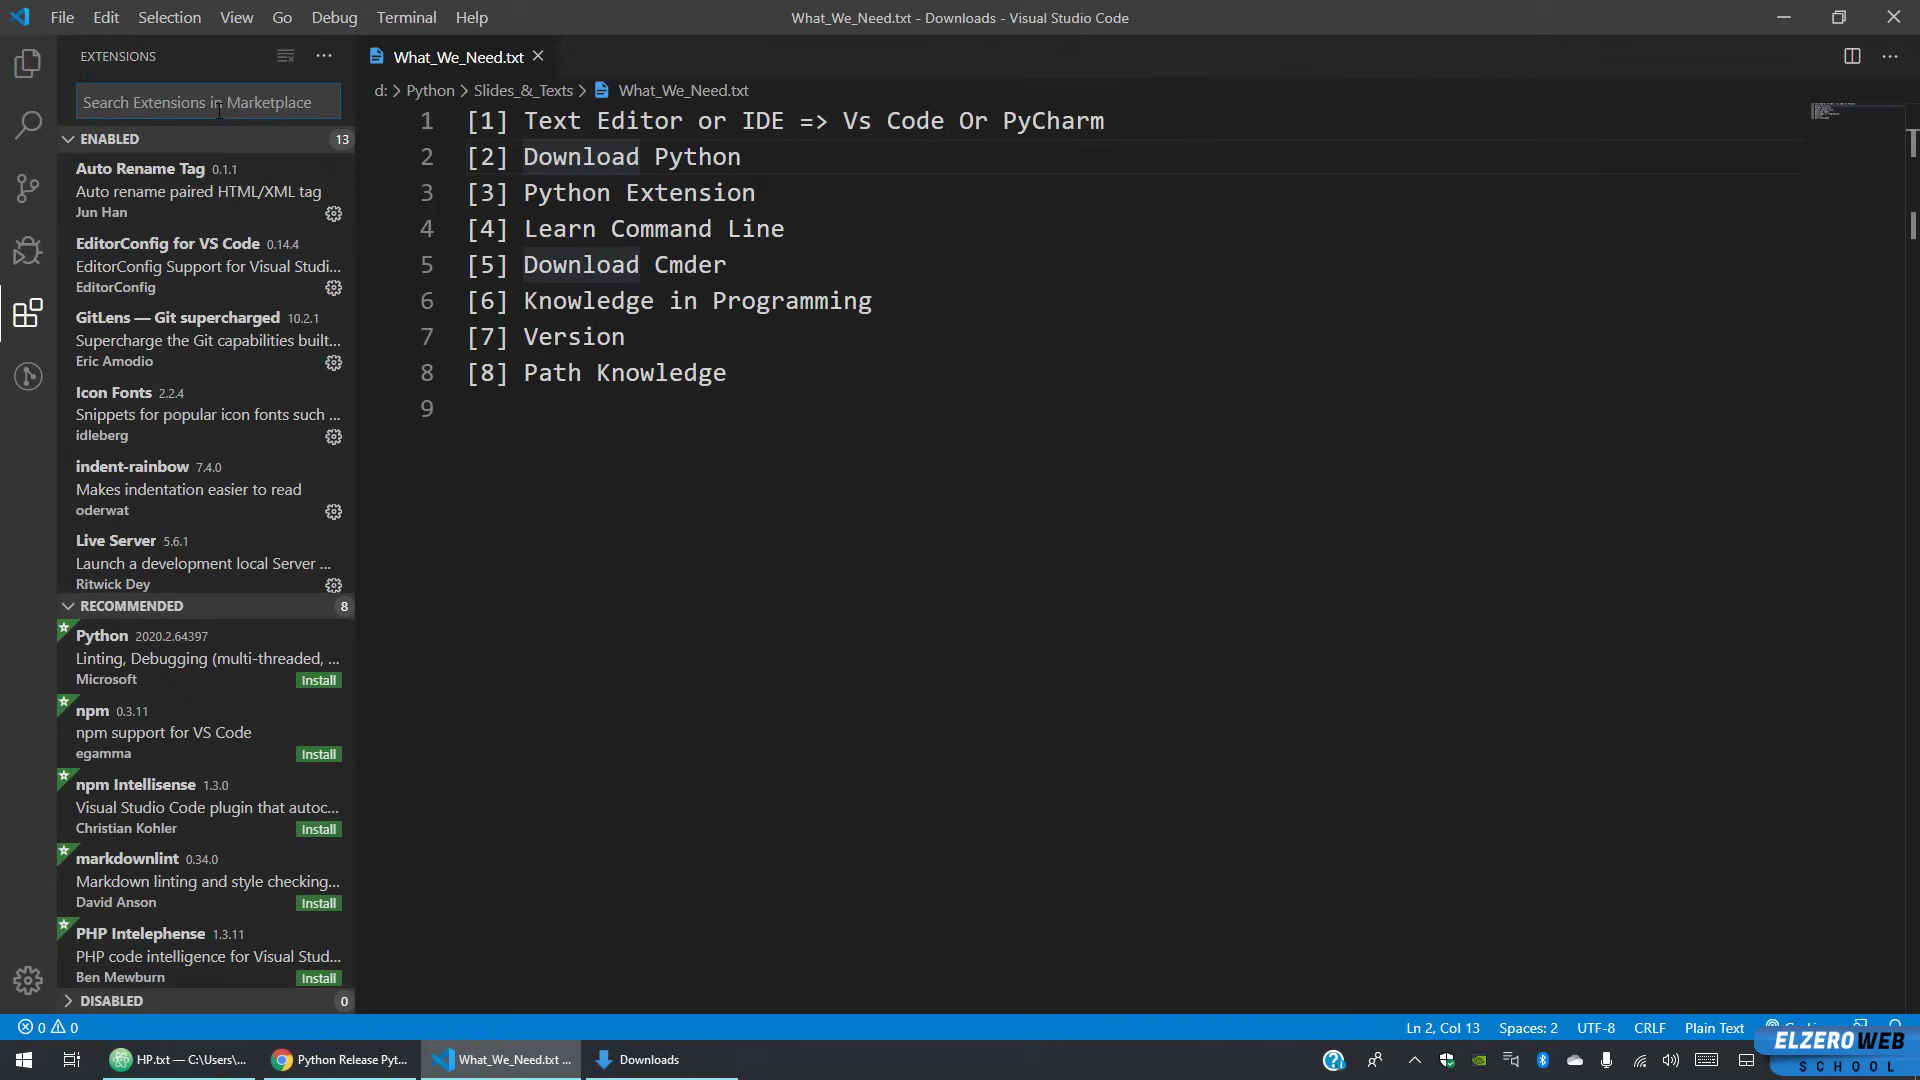 File Edit Selection View Go Debug Terminal Help
What_We_Need.txt - Downloads - Visual Studio Code
EXTENSIONS
Search Extensions in Marketplace
ENABLED 13
Auto Rename Tag 0.1.1
Auto rename paired HTML/XML tag
Jun Han
EditorConfig for VS Code 0.14.4
EditorConfig Support for Visual Studi...
EditorConfig
GitLens — Git supercharged 10.2.1
Supercharge the Git capabilities built...
Eric Amodio
Icon Fonts 2.2.4
Snippets for popular icon fonts such ...
idleberg
indent-rainbow 7.4.0
Makes indentation easier to read
oderwat
Live Server 5.6.1
Launch a development local Server ...
Ritwick Dey
RECOMMENDED 8
Python 2020.2.64397
Linting, Debugging (multi-threaded, ...
Microsoft Install
npm 0.3.11
npm support for VS Code
egamma Install
npm Intellisense 1.3.0
Visual Studio Code plugin that autoc...
Christian Kohler Install
markdownlint 0.34.0
Markdown linting and style checking...
David Anson Install
PHP Intelephense 1.3.11
PHP code intelligence for Visual Stud...
Ben Mewburn Install
DISABLED 0
What_We_Need.txt
d: > Python > Slides_&_Texts > What_We_Need.txt
1 [1] Text Editor or IDE => Vs Code Or PyCharm
2 [2] Download Python
3 [3] Python Extension
4 [4] Learn Command Line
5 [5] Download Cmder
6 [6] Knowledge in Programming
7 [7] Version
8 [8] Path Knowledge
9
0 0
Ln 2, Col 13 Spaces: 2 UTF-8 CRLF Plain Text
HP.txt — C:\Users\...
Python Release Pyt...
What_We_Need.txt ...
Downloads
ELZEROWEB
SCHOOL